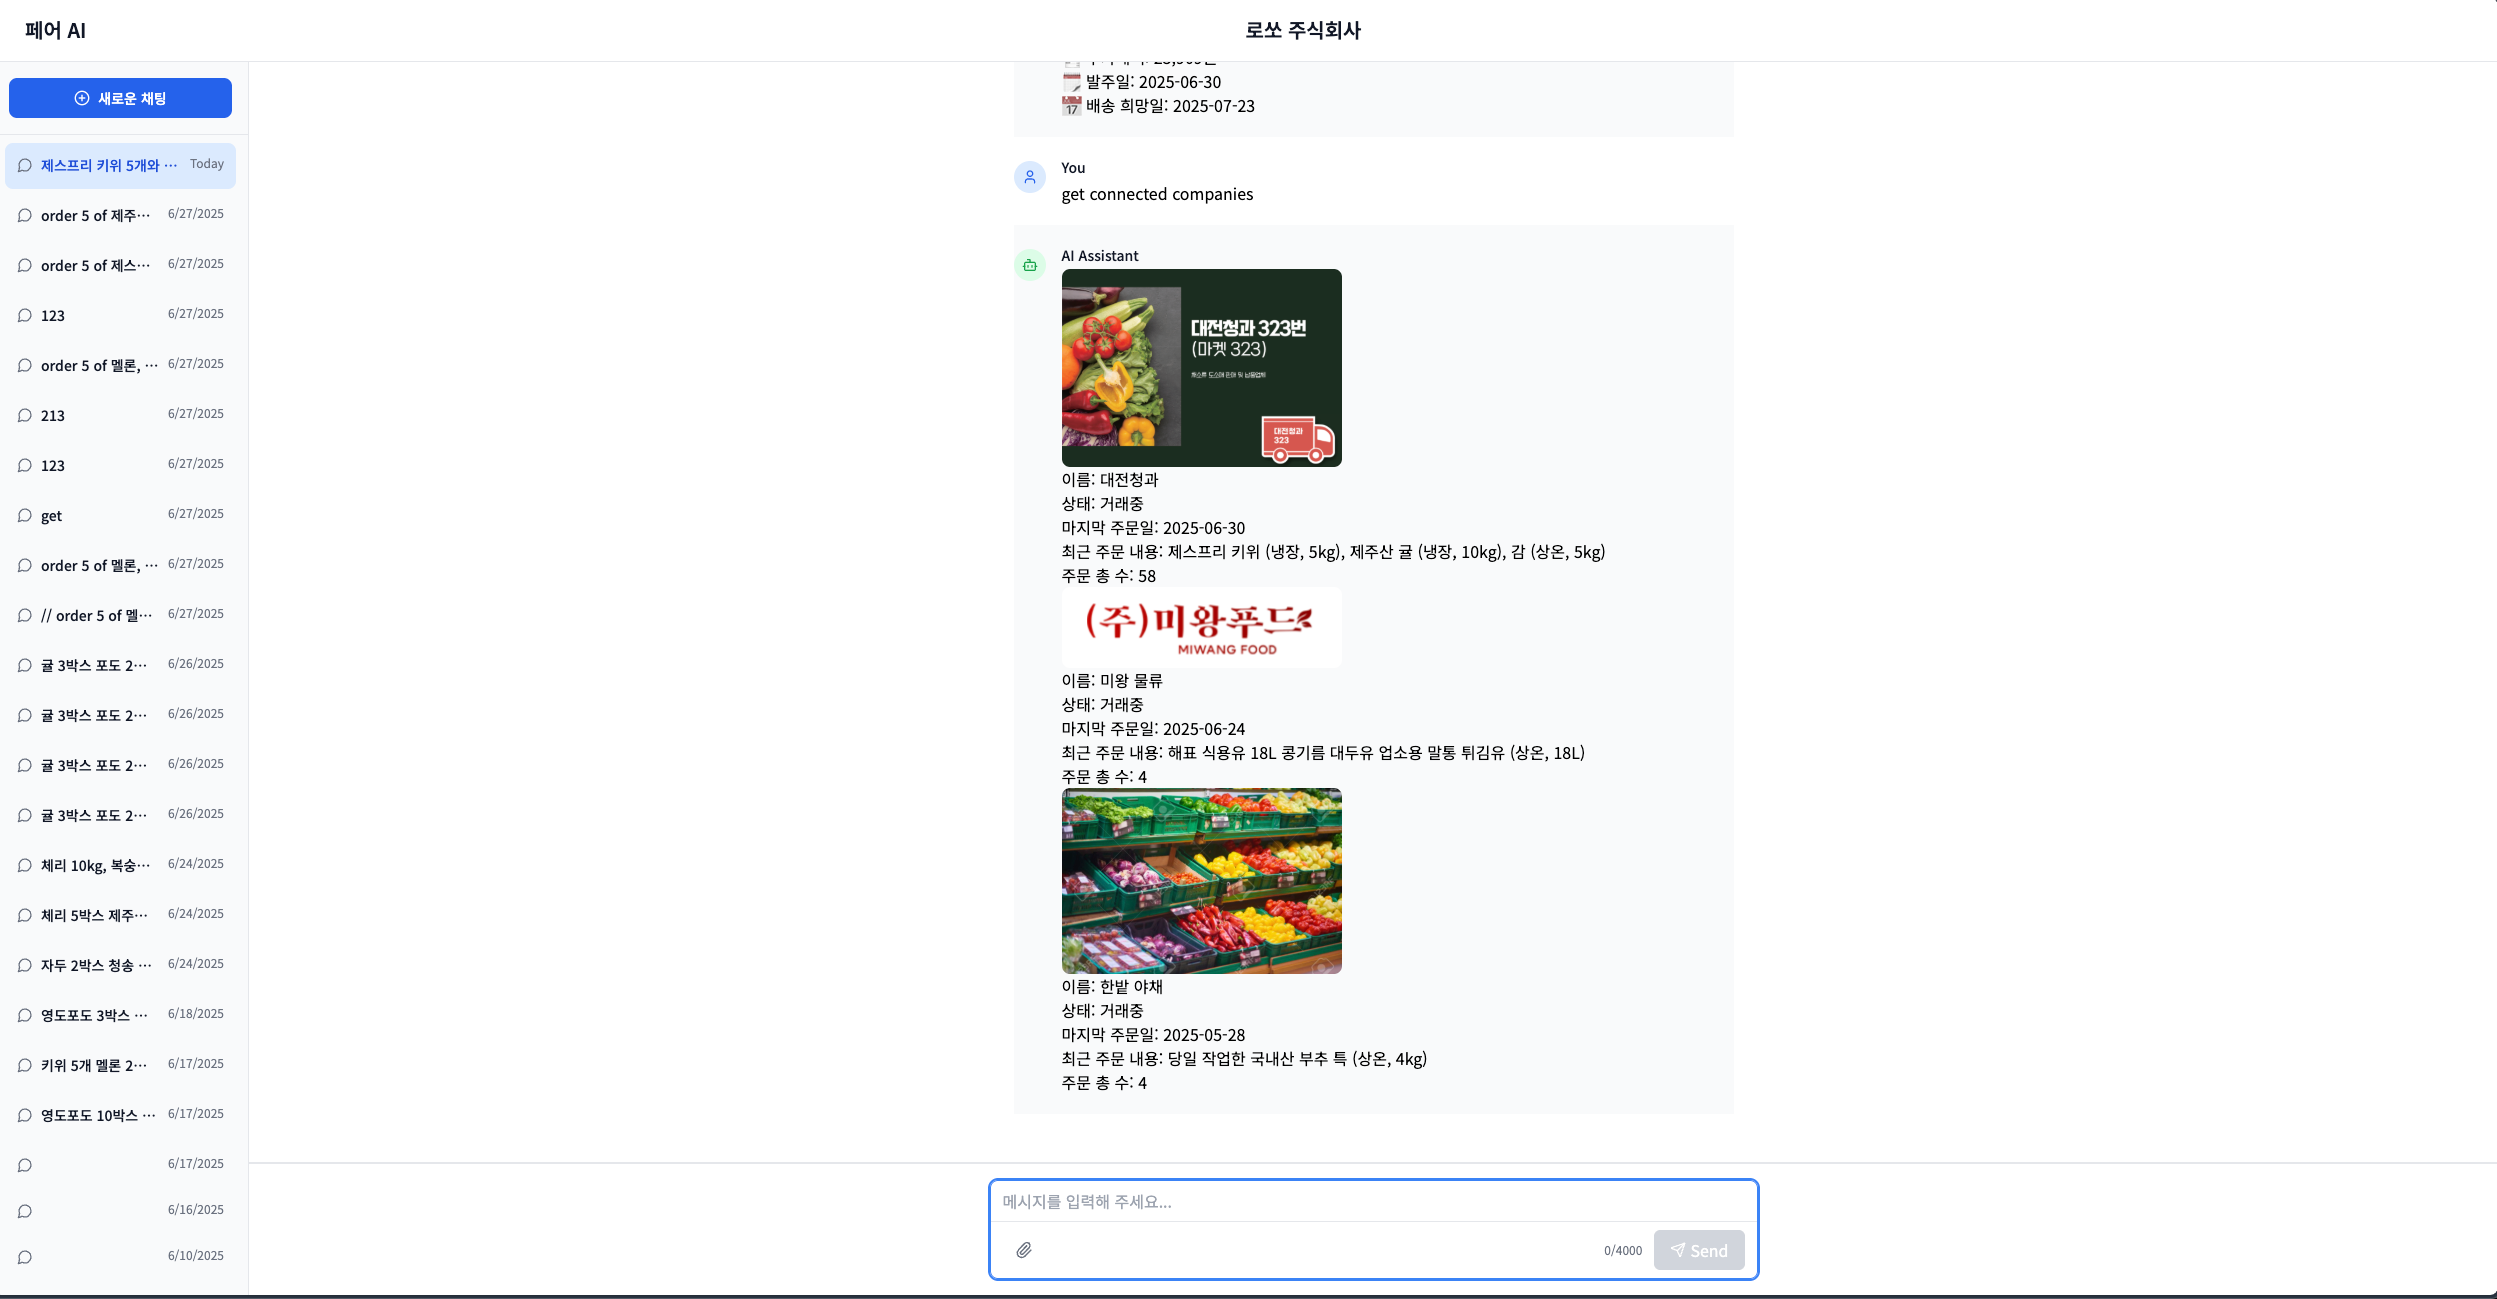 페어 AI
로쏘 주식회사
새로운 채팅
제스프리 키위 5개와 ··· Today
order 5 of 제주··· 6/27/2025
order 5 of 제스··· 6/27/2025
123 6/27/2025
order 5 of 멜론, ··· 6/27/2025
213 6/27/2025
123 6/27/2025
get 6/27/2025
order 5 of 멜론, ··· 6/27/2025
// order 5 of 멜··· 6/27/2025
귤 3박스 포도 2··· 6/26/2025
귤 3박스 포도 2··· 6/26/2025
귤 3박스 포도 2··· 6/26/2025
귤 3박스 포도 2··· 6/26/2025
체리 10kg, 복숭··· 6/24/2025
체리 5박스 제주··· 6/24/2025
자두 2박스 청송 ··· 6/24/2025
영도포도 3박스 ··· 6/18/2025
키위 5개 멜론 2··· 6/17/2025
영도포도 10박스 ··· 6/17/2025
6/17/2025
6/16/2025
6/10/2025
발주일: 2025-06-30
17 배송 희망일: 2025-07-23
You
get connected companies
AI Assistant
대전청과 323번
(마켓 323)
대전청과
323
이름: 대전청과
상태: 거래중
마지막 주문일: 2025-06-30
최근 주문 내용: 제스프리 키위 (냉장, 5kg), 제주산 귤 (냉장, 10kg), 감 (상온, 5kg)
주문 총 수: 58
(주)미왕푸드
MIWANG FOOD
이름: 미왕 물류
상태: 거래중
마지막 주문일: 2025-06-24
최근 주문 내용: 해표 식용유 18L 콩기름 대두유 업소용 말통 튀김유 (상온, 18L)
주문 총 수: 4
이름: 한밭 야채
상태: 거래중
마지막 주문일: 2025-05-28
최근 주문 내용: 당일 작업한 국내산 부추 특 (상온, 4kg)
주문 총 수: 4
메시지를 입력해 주세요...
0/4000
Send